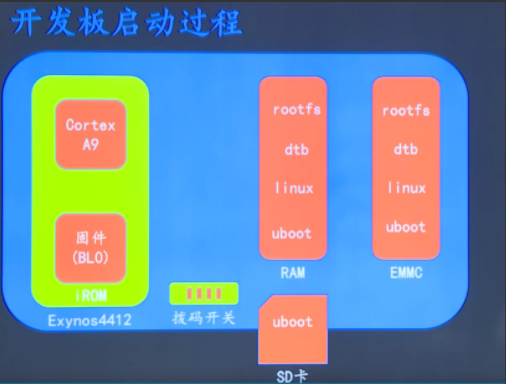 开发板启动过程
Cortex
A9
固件
(BL0)
iROM
Exynos4412
拨码开关
rootfs
dtb
linux
uboot
RAM
rootfs
dtb
linux
uboot
EMMC
uboot
SD卡